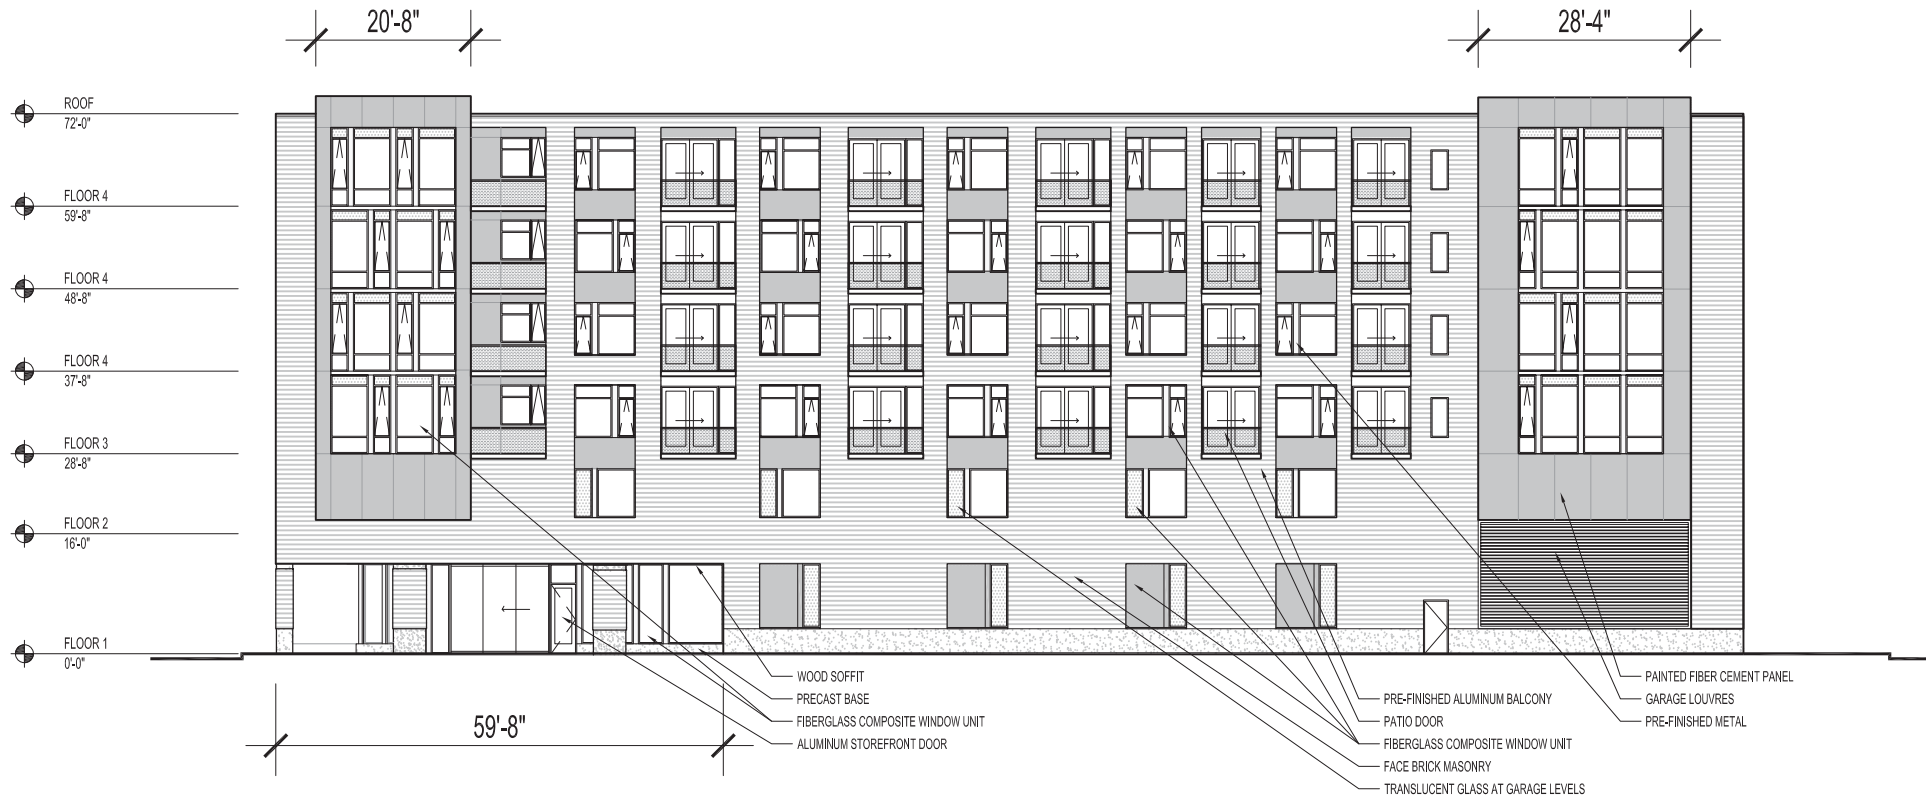 20'-8"
28'-4"
ROOF
72'-0"
FLOOR 4
59'-8"
FLOOR 4
48'-8"
FLOOR 4
37'-8"
FLOOR 3
28'-8"
FLOOR 2
16'-0"
FLOOR 1
0'-0"
59'-8"
WOOD SOFFIT
PRECAST BASE
FIBERGLASS COMPOSITE WINDOW UNIT
ALUMINUM STOREFRONT DOOR
PRE-FINISHED ALUMINUM BALCONY
PATIO DOOR
FIBERGLASS COMPOSITE WINDOW UNIT
FACE BRICK MASONRY
TRANSLUCENT GLASS AT GARAGE LEVELS
PAINTED FIBER CEMENT PANEL
GARAGE LOUVRES
PRE-FINISHED METAL